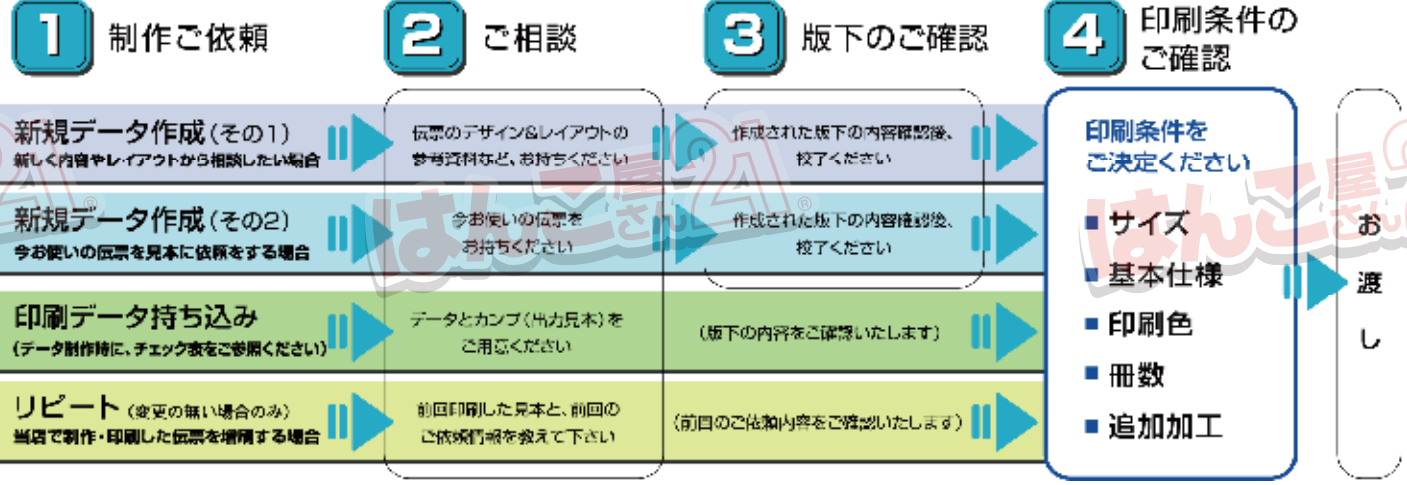 1 制作ご依頼
2 ご相談
3 版下のご確認
4 印刷条件の
ご確認
新規データ作成(その1)
新しく内容やレイアウトから相談したい場合
伝票のデザイン&レイアウトの
参考資料など、お持ちください
作成された版下の内容確認後、
校了ください
新規データ作成(その2)
今お使いの伝票を見本に依頼をする場合
今お使いの伝票を
お持ちください
作成された版下の内容確認後、
校了ください
印刷データ持ち込み
(データ制作時に、チェック表をご参照ください)
データとカンプ(出力見本)を
ご用意ください
(版下の内容をご確認いたします)
リピート(変更の無い場合のみ)
当店で制作・印刷した伝票を増刷する場合
前回印刷した見本と、前回の
ご依頼情報を教えて下さい
(前回のご依頼内容をご確認いたします)
印刷条件を
ご決定ください
■ サイズ
■ 基本仕様
■ 印刷色
■ 冊数
■ 追加加工
お渡し
はんこ屋さん21®
はんこ屋さん21